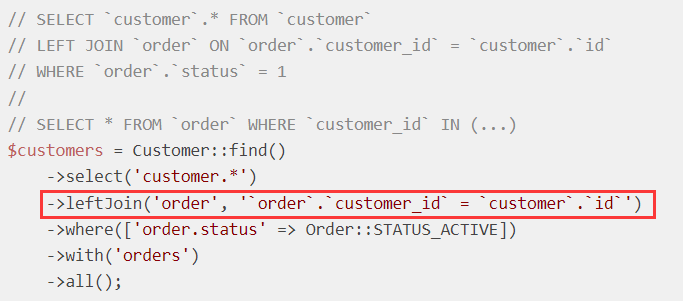 // SELECT `customer`.* FROM `customer`
// LEFT JOIN `order` ON `order`.`customer_id` = `customer`.`id`
// WHERE `order`.`status` = 1
//
// SELECT * FROM `order` WHERE `customer_id` IN (...)
$customers = Customer::find()
    ->select('customer.*')
    ->leftJoin('order', '`order`.`customer_id` = `customer`.`id`')
    ->where(['order.status' => Order::STATUS_ACTIVE])
    ->with('orders')
    ->all();